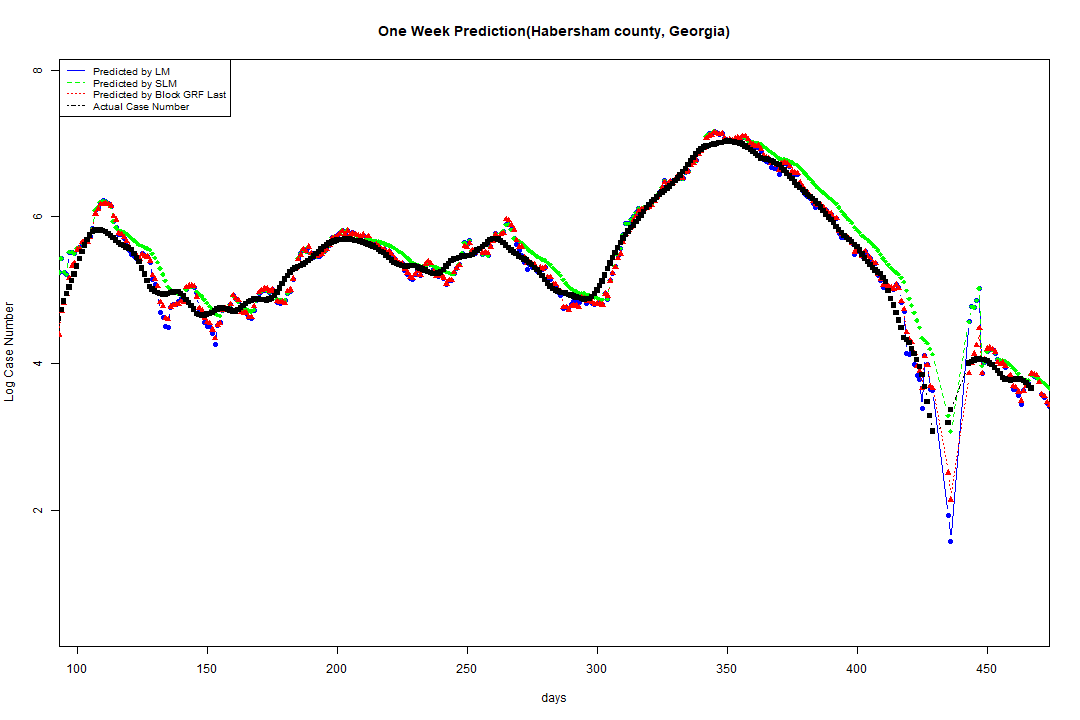 One Week Prediction(Habersham county, Georgia)
Predicted by LM
Predicted by SLM
Predicted by Block GRF Last
Actual Case Number
8
6
4
2
Log Case Number
100 150 200 250 300 350 400 450
days